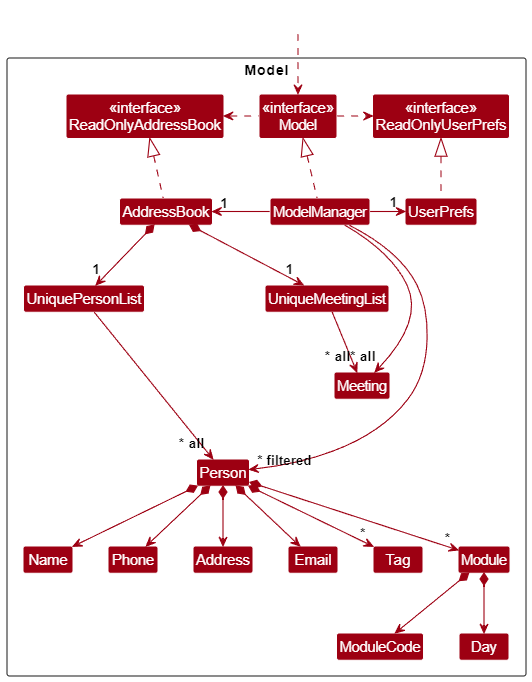 Model
«interface»
ReadOnlyAddressBook
«interface»
Model
«interface»
ReadOnlyUserPrefs
AddressBook
1
ModelManager
1
UserPrefs
1
1
UniquePersonList
UniqueMeetingList
* all
* all
Meeting
* all
* filtered
Person
*
*
Name
Phone
Address
Email
Tag
Module
ModuleCode
Day